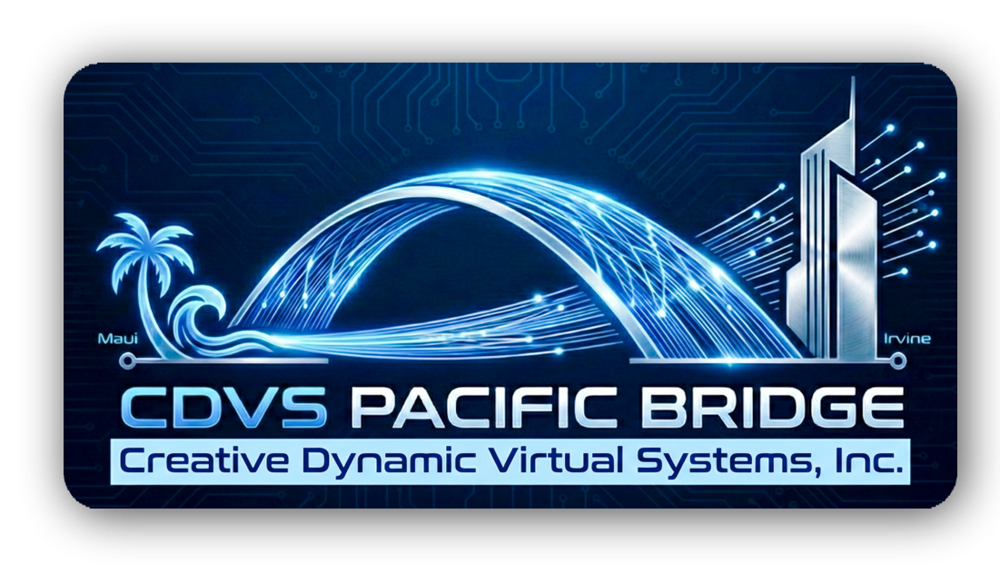 Maui
Irvine
CDVS PACIFIC BRIDGE
Creative Dynamic Virtual Systems, Inc.